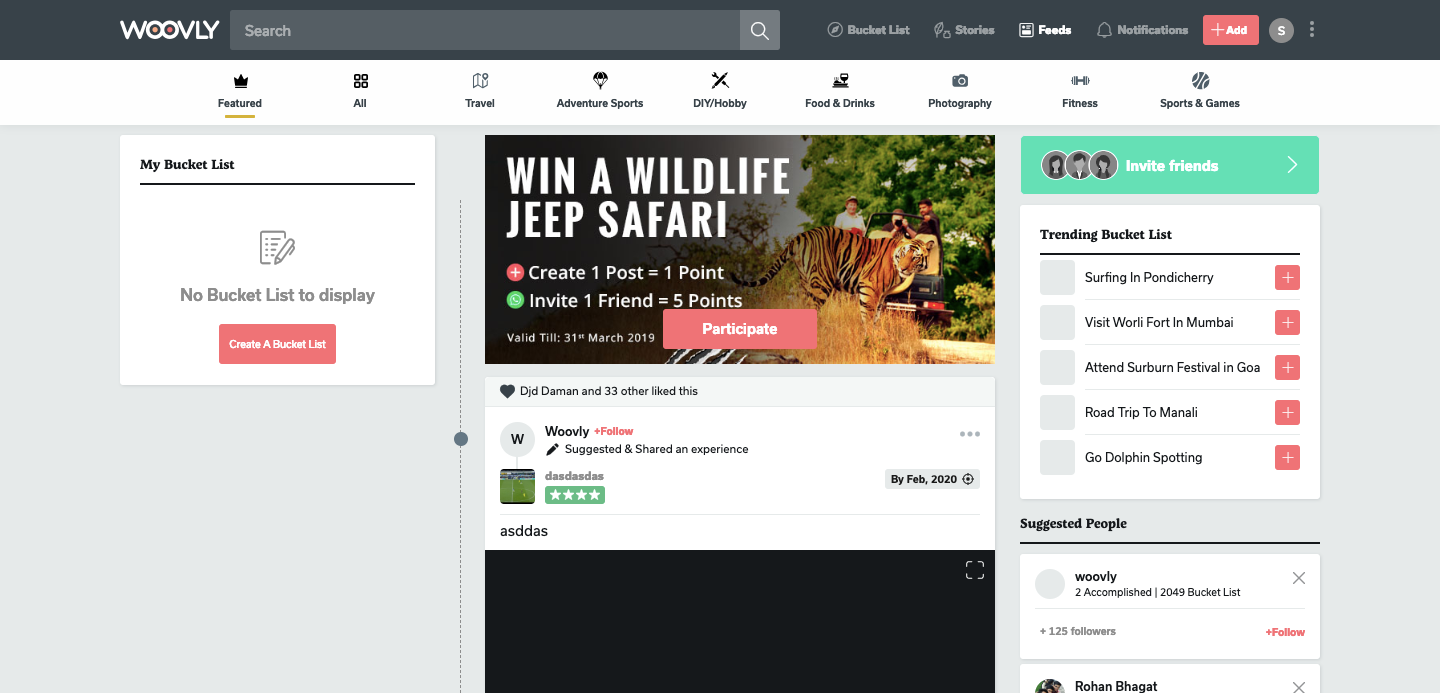 WOOVLY
Search
Bucket List
Stories
Feeds
Notifications
Add
S
Featured
All
Travel
Adventure Sports
DIY/Hobby
Food & Drinks
Photography
Fitness
Sports & Games
My Bucket List
No Bucket List to display
Create A Bucket List
WIN A WILDLIFE
JEEP SAFARI
Create 1 Post = 1 Point
Invite 1 Friend = 5 Points
Participate
Valid Till: 31st March 2019
Djd Daman and 33 other liked this
W
Woovly +Follow
Suggested & Shared an experience
dasdasdas
By Feb, 2020
asddas
Invite friends
Trending Bucket List
Surfing In Pondicherry
Visit Worli Fort In Mumbai
Attend Surburn Festival in Goa
Road Trip To Manali
Go Dolphin Spotting
Suggested People
woovly
2 Accomplished | 2049 Bucket List
+ 125 followers
+Follow
Rohan Bhagat